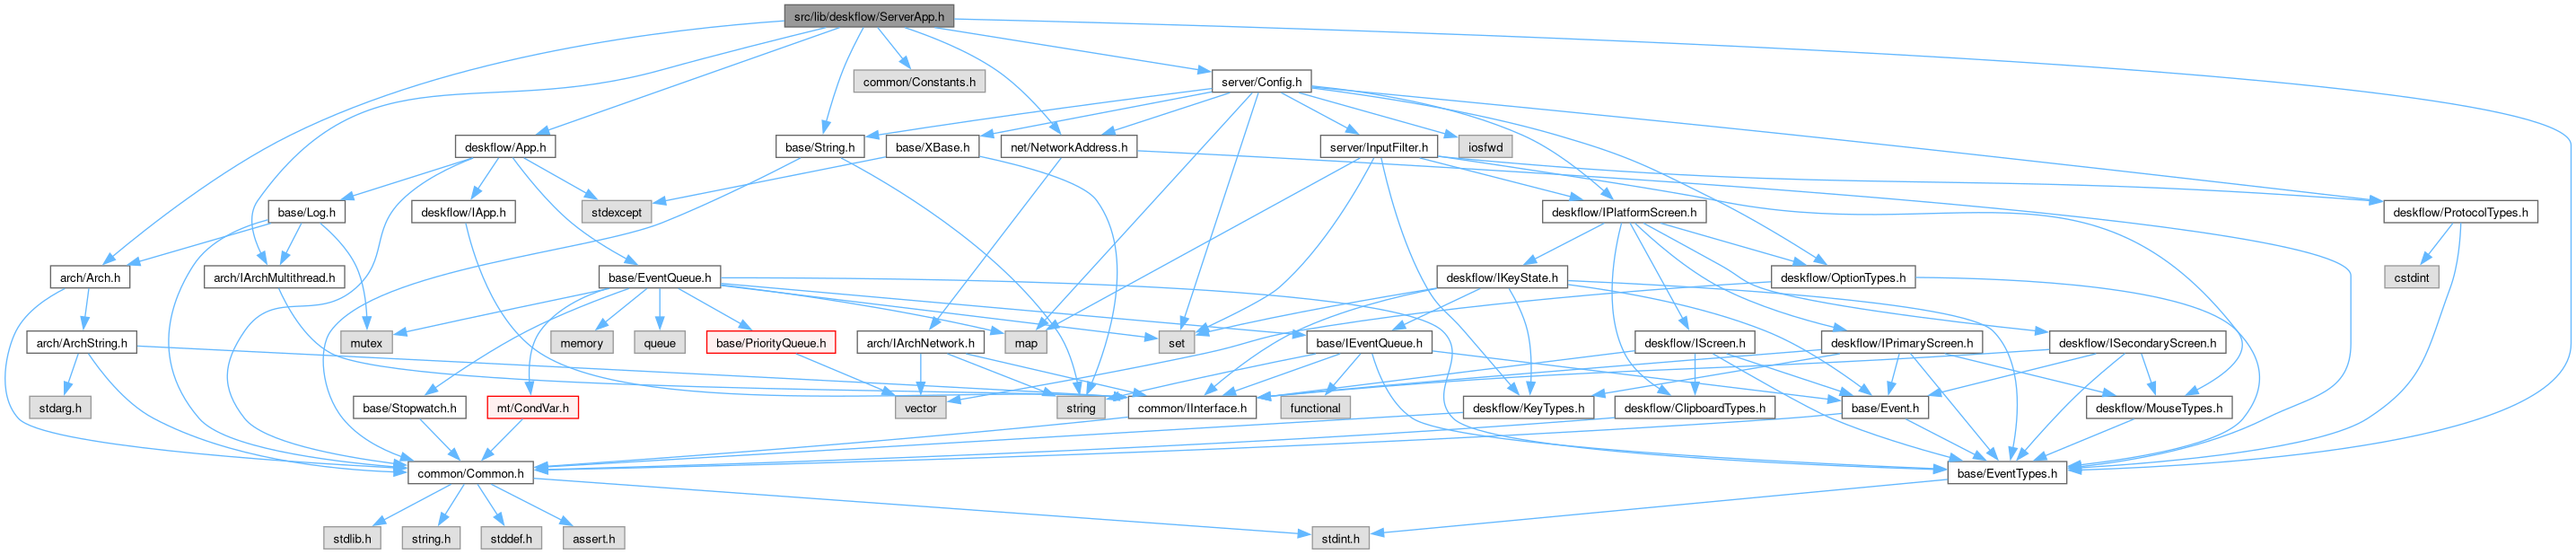 src/lib/deskflow/ServerApp.h
common/Constants.h
server/Config.h
deskflow/App.h
base/String.h
base/XBase.h
net/NetworkAddress.h
server/InputFilter.h
iosfwd
base/Log.h
deskflow/IApp.h
stdexcept
deskflow/IPlatformScreen.h
deskflow/ProtocolTypes.h
arch/Arch.h
arch/IArchMultithread.h
base/EventQueue.h
deskflow/IKeyState.h
deskflow/OptionTypes.h
cstdint
arch/ArchString.h
mutex
memory
queue
base/PriorityQueue.h
arch/IArchNetwork.h
map
set
base/IEventQueue.h
deskflow/IScreen.h
deskflow/IPrimaryScreen.h
deskflow/ISecondaryScreen.h
stdarg.h
base/Stopwatch.h
mt/CondVar.h
vector
string
common/IInterface.h
functional
deskflow/KeyTypes.h
deskflow/ClipboardTypes.h
base/Event.h
deskflow/MouseTypes.h
common/Common.h
base/EventTypes.h
stdlib.h
string.h
stddef.h
assert.h
stdint.h